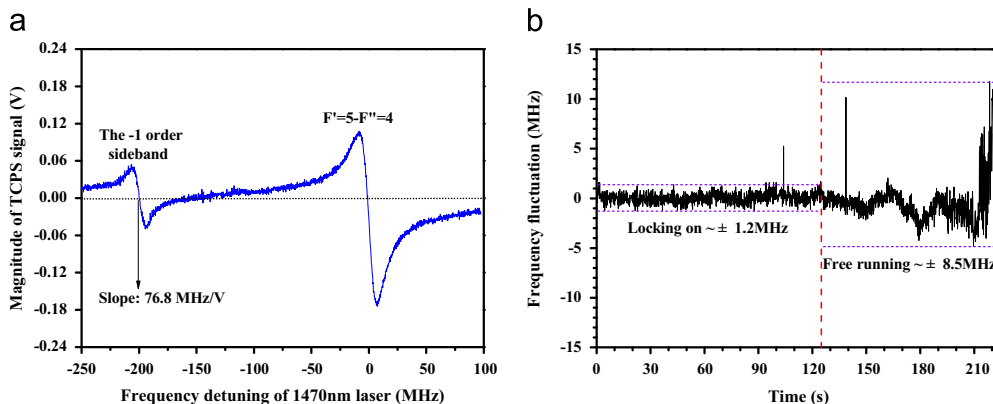 a
0.24
0.18
0.12
0.06
0.00
-0.06
-0.12
-0.18
-0.24
Magnitude of TCPS signal (V)
The -1 order
sideband
F'=5-F"=4
Slope: 76.8 MHz/V
-250 -200 -150 -100 -50 0 50 100
Frequency detuning of 1470nm laser (MHz)
b
15
10
5
0
-5
-10
-15
Frequency fluctuation (MHz)
Locking on ~ ± 1.2MHz
Free running ~ ± 8.5MHz
0 30 60 90 120 150 180 210
Time (s)